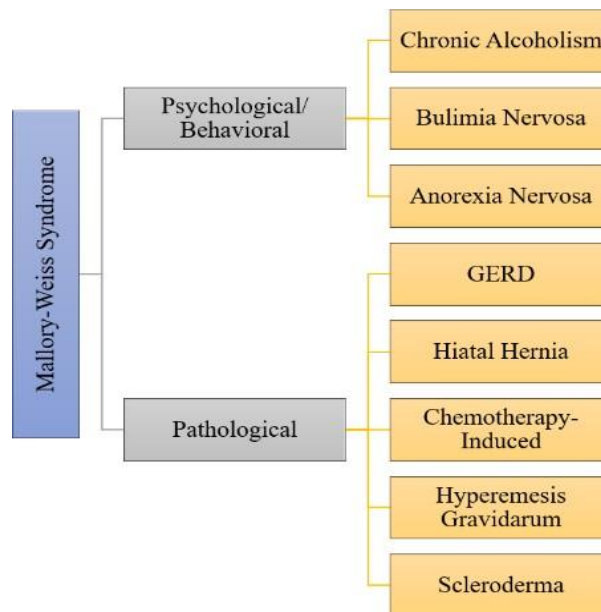 Mallory-Weiss Syndrome
Psychological/
Behavioral
Chronic Alcoholism
Bulimia Nervosa
Anorexia Nervosa
Pathological
GERD
Hiatal Hernia
Chemotherapy-
Induced
Hyperemesis
Gravidarum
Scleroderma